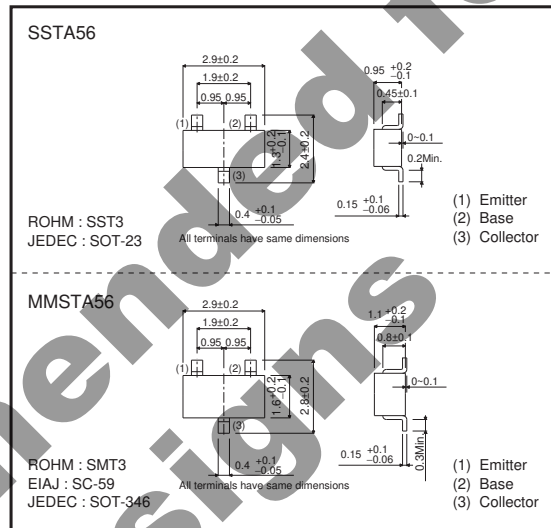 SSTA56
2.9±0.2
1.9±0.2
0.95 0.95
(1) (2)
(3)
1.3 +0.2 −0.1
2.4±0.2
0.4 +0.1 −0.05
All terminals have same dimensions
0.95 +0.2 −0.1
0.45±0.1
0~0.1
0.2Min.
0.15 +0.1 −0.06
ROHM : SST3
JEDEC : SOT-23
(1) Emitter
(2) Base
(3) Collector
MMSTA56
2.9±0.2
1.9±0.2
0.95 0.95
(1) (2)
(3)
1.6 +0.2 −0.1
2.8±0.2
0.4 +0.1 −0.05
All terminals have same dimensions
1.1 +0.2 −0.1
0.8±0.1
0~0.1
0.3Min.
0.15 +0.1 −0.06
ROHM : SMT3
EIAJ : SC-59
JEDEC : SOT-346
(1) Emitter
(2) Base
(3) Collector